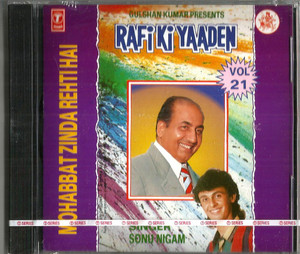 GULSHAN KUMAR PRESENTS
RAFI KI YAADEN
VOL
21
MOHABBAT ZINDA REHTI HAI
SINGER
SONU NIGAM
SERIES
SERIES
SERIES
SERIES
SERIES
SERIES